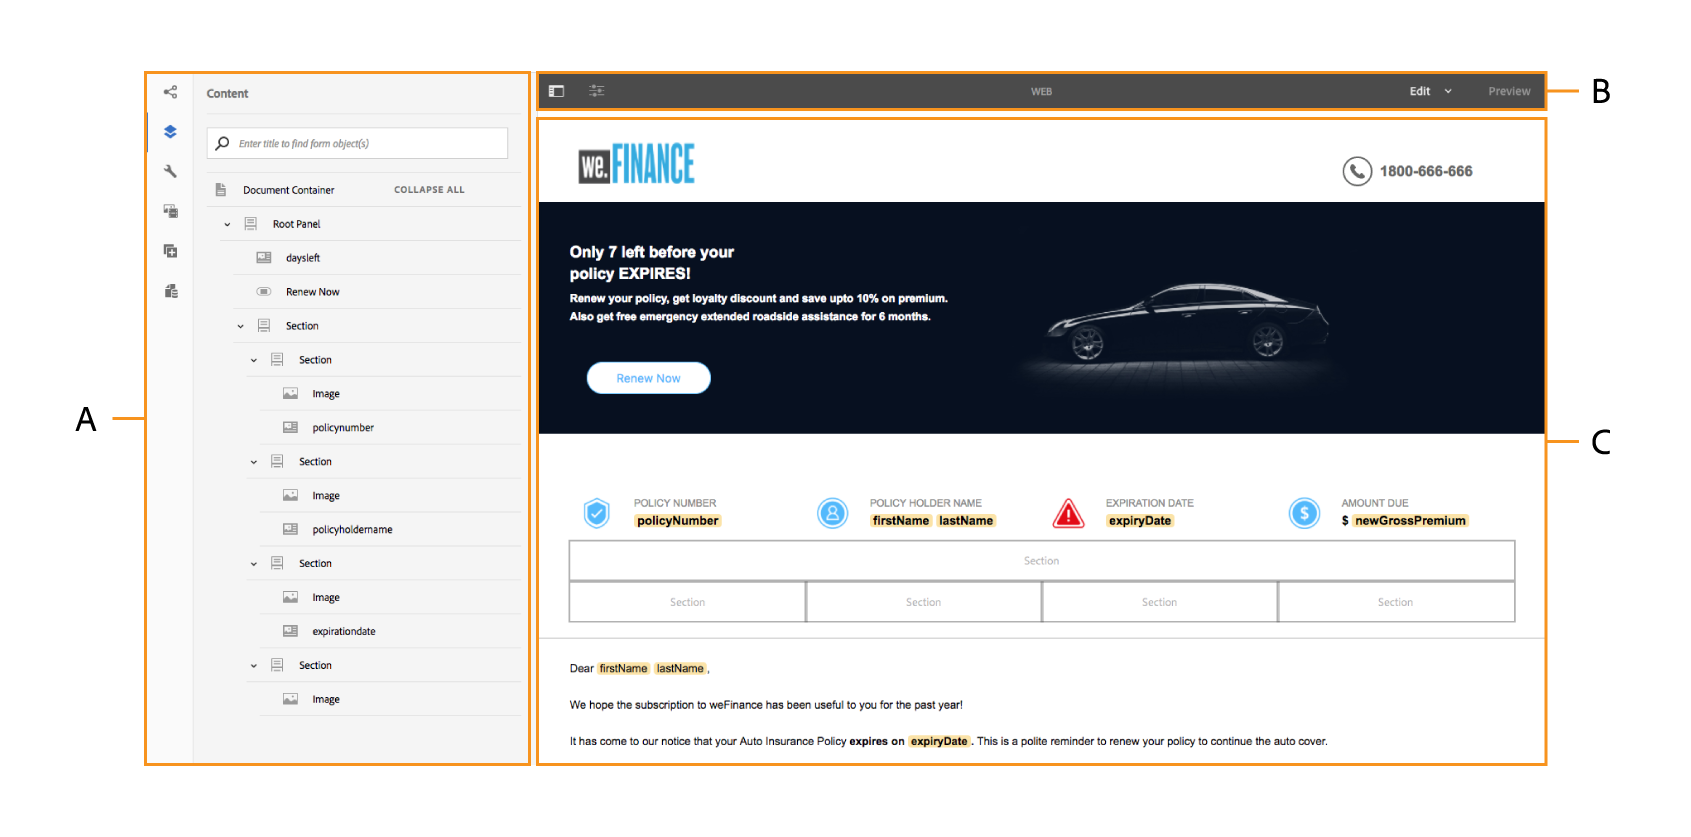 A
Content
Enter title to find form object(s)
Document Container COLLAPSE ALL
Root Panel
daysleft
Renew Now
Section
Section
Image
policynumber
Section
Image
policyholdername
Section
Image
expirationdate
Section
Image
WEB Edit Preview
B
we.FINANCE
1800-666-666
Only 7 left before your
policy EXPIRES!
Renew your policy, get loyalty discount and save upto 10% on premium.
Also get free emergency extended roadside assistance for 6 months.
Renew Now
C
POLICY NUMBER
policyNumber
POLICY HOLDER NAME
firstName lastName
EXPIRATION DATE
expiryDate
AMOUNT DUE
$ newGrossPremium
Section
Section Section Section Section
Dear firstName lastName,
We hope the subscription to weFinance has been useful to you for the past year!
It has come to our notice that your Auto Insurance Policy expires on expiryDate. This is a polite reminder to renew your policy to continue the auto cover.